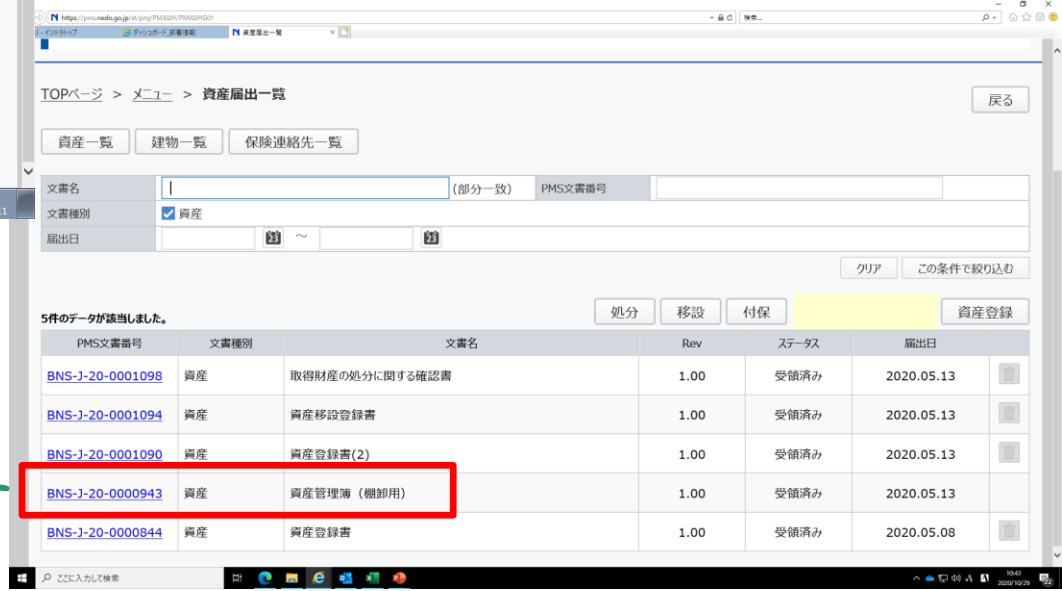 https://pms.nedo.go.jp/st/pmj/PM302H/PM302HG01
検索...
ジ - イントラトップ ダッシュボード_部署情報 資産届出一覧
TOPページ > メニュー > 資産届出一覧
戻る
資産一覧 建物一覧 保険連絡先一覧
文書名 (部分一致) PMS文書番号
文書種別 資産
届出日 23 ～ 23
クリア この条件で絞り込む
5件のデータが該当しました。 処分 移設 付保 資産登録
PMS文書番号 文書種別 文書名 Rev ステータス 届出日
BNS-J-20-0001098 資産 取得財産の処分に関する確認書 1.00 受領済み 2020.05.13
BNS-J-20-0001094 資産 資産移設登録書 1.00 受領済み 2020.05.13
BNS-J-20-0001090 資産 資産登録書(2) 1.00 受領済み 2020.05.13
BNS-J-20-0000943 資産 資産管理簿（棚卸用） 1.00 受領済み 2020.05.13
BNS-J-20-0000844 資産 資産登録書 1.00 受領済み 2020.05.08
ここに入力して検索
A
10:43
2020/10/29